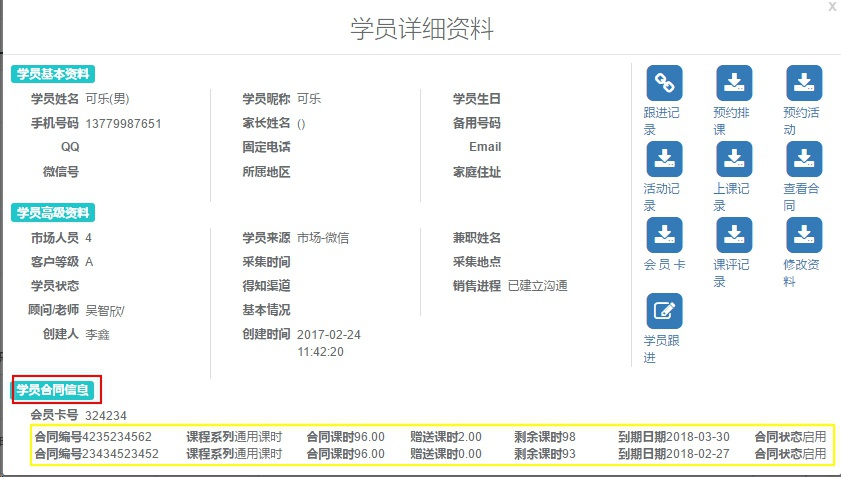 x
学员详细资料
学员基本资料
学员姓名 可乐(男) 学员昵称 可乐 学员生日
手机号码 13779987651 家长姓名 () 备用号码
QQ 固定电话 Email
微信号 所属地区 家庭住址
学员高级资料
市场人员 4 学员来源 市场-微信 兼职姓名
客户等级 A 采集时间 采集地点
学员状态 得知渠道 销售进程 已建立沟通
顾问/老师 吴智欣/ 基本情况
创建人 李鑫 创建时间 2017-02-24
11:42:20
跟进记 预约排 预约活
录 课 动
活动记 上课记 查看合
录 录 同
会 员 卡 课评记 修改资
录 料
学员跟
进
学员合同信息
会员卡号 324234
合同编号4235234562 课程系列通用课时 合同课时96.00 赠送课时2.00 剩余课时98 到期日期2018-03-30 合同状态启用
合同编号23434523452 课程系列通用课时 合同课时96.00 赠送课时0.00 剩余课时93 到期日期2018-02-27 合同状态启用